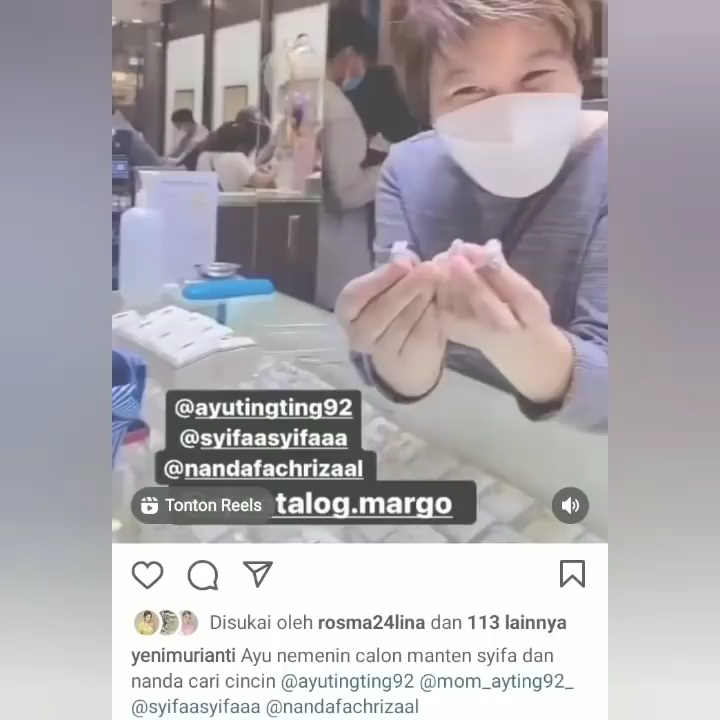 @ayutingting92
@syifaasyifaaa
@nandafachrizaal
Tonton Reels
talog.margo
Disukai oleh rosma24lina dan 113 lainnya
yenimurianti Ayu nemenin calon manten syifa dan
nanda cari cincin @ayutingting92 @mom_ayting92_
@syifaasyifaaa @nandafachrizaal